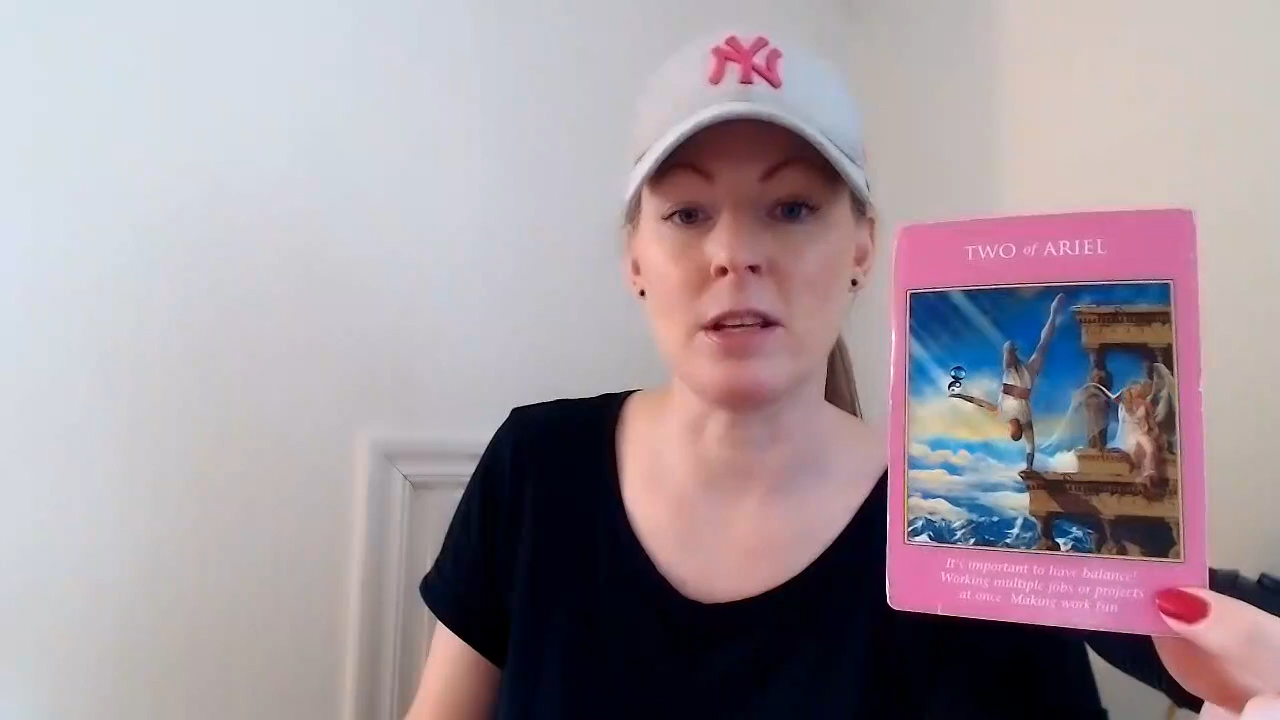 NY
TWO of ARIEL
It's important to have balance!
Working multiple jobs or projects
at once. Making work fun